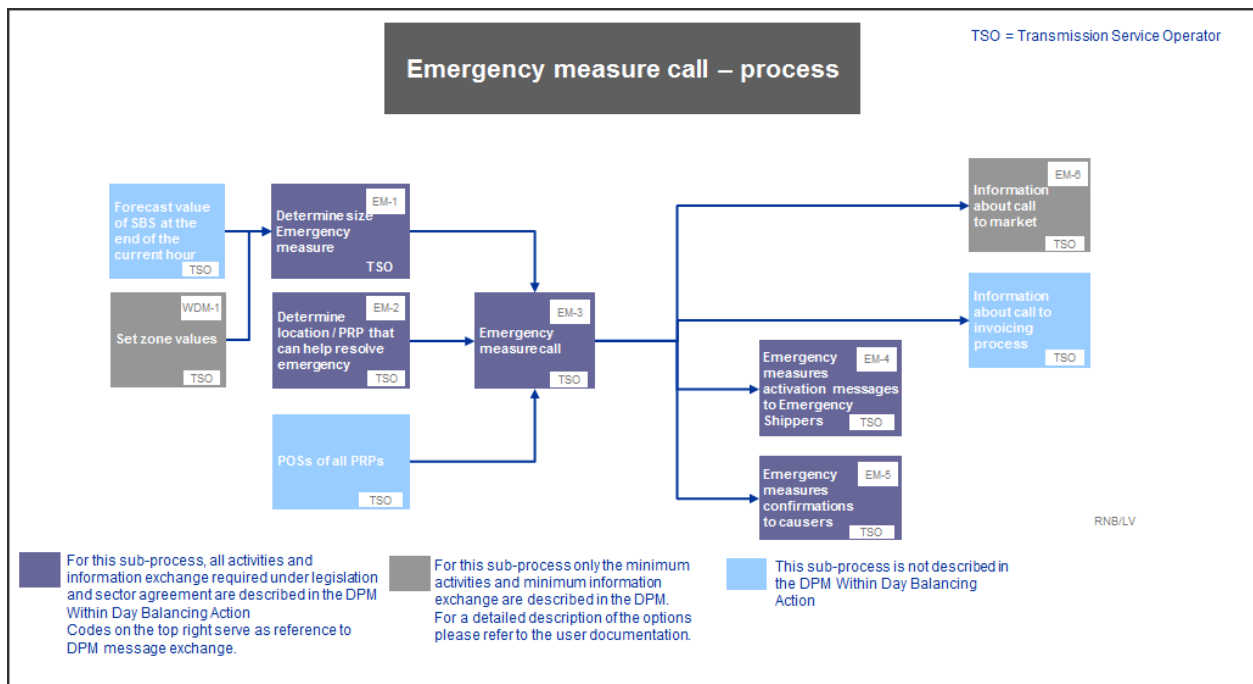 TSO = Transmission Service Operator
Emergency measure call – process
Forecast value
of SBS at the
end of the
current hour
TSO
EM-1
Determine size
Emergency
measure
TSO
EM-6
Information
about call
to market
TSO
WDM-1
Set zone values
TSO
EM-2
Determine
location / PRP that
can help resolve
emergency
TSO
EM-3
Emergency
measure call
TSO
Information
about call to
invoicing
process
TSO
EM-4
Emergency
measures
activation messages
to Emergency
Shippers
TSO
POSs of all PRPs
TSO
EM-5
Emergency
measures
confirmations
to causers
TSO
RNB/LV
For this sub-process, all activities and
information exchange required under legislation
and sector agreement are described in the DPM
Within Day Balancing Action
Codes on the top right serve as reference to
DPM message exchange.
For this sub-process only the minimum
activities and minimum information
exchange are described in the DPM.
For a detailed description of the options
please refer to the user documentation.
This sub-process is not described in
the DPM Within Day Balancing
Action